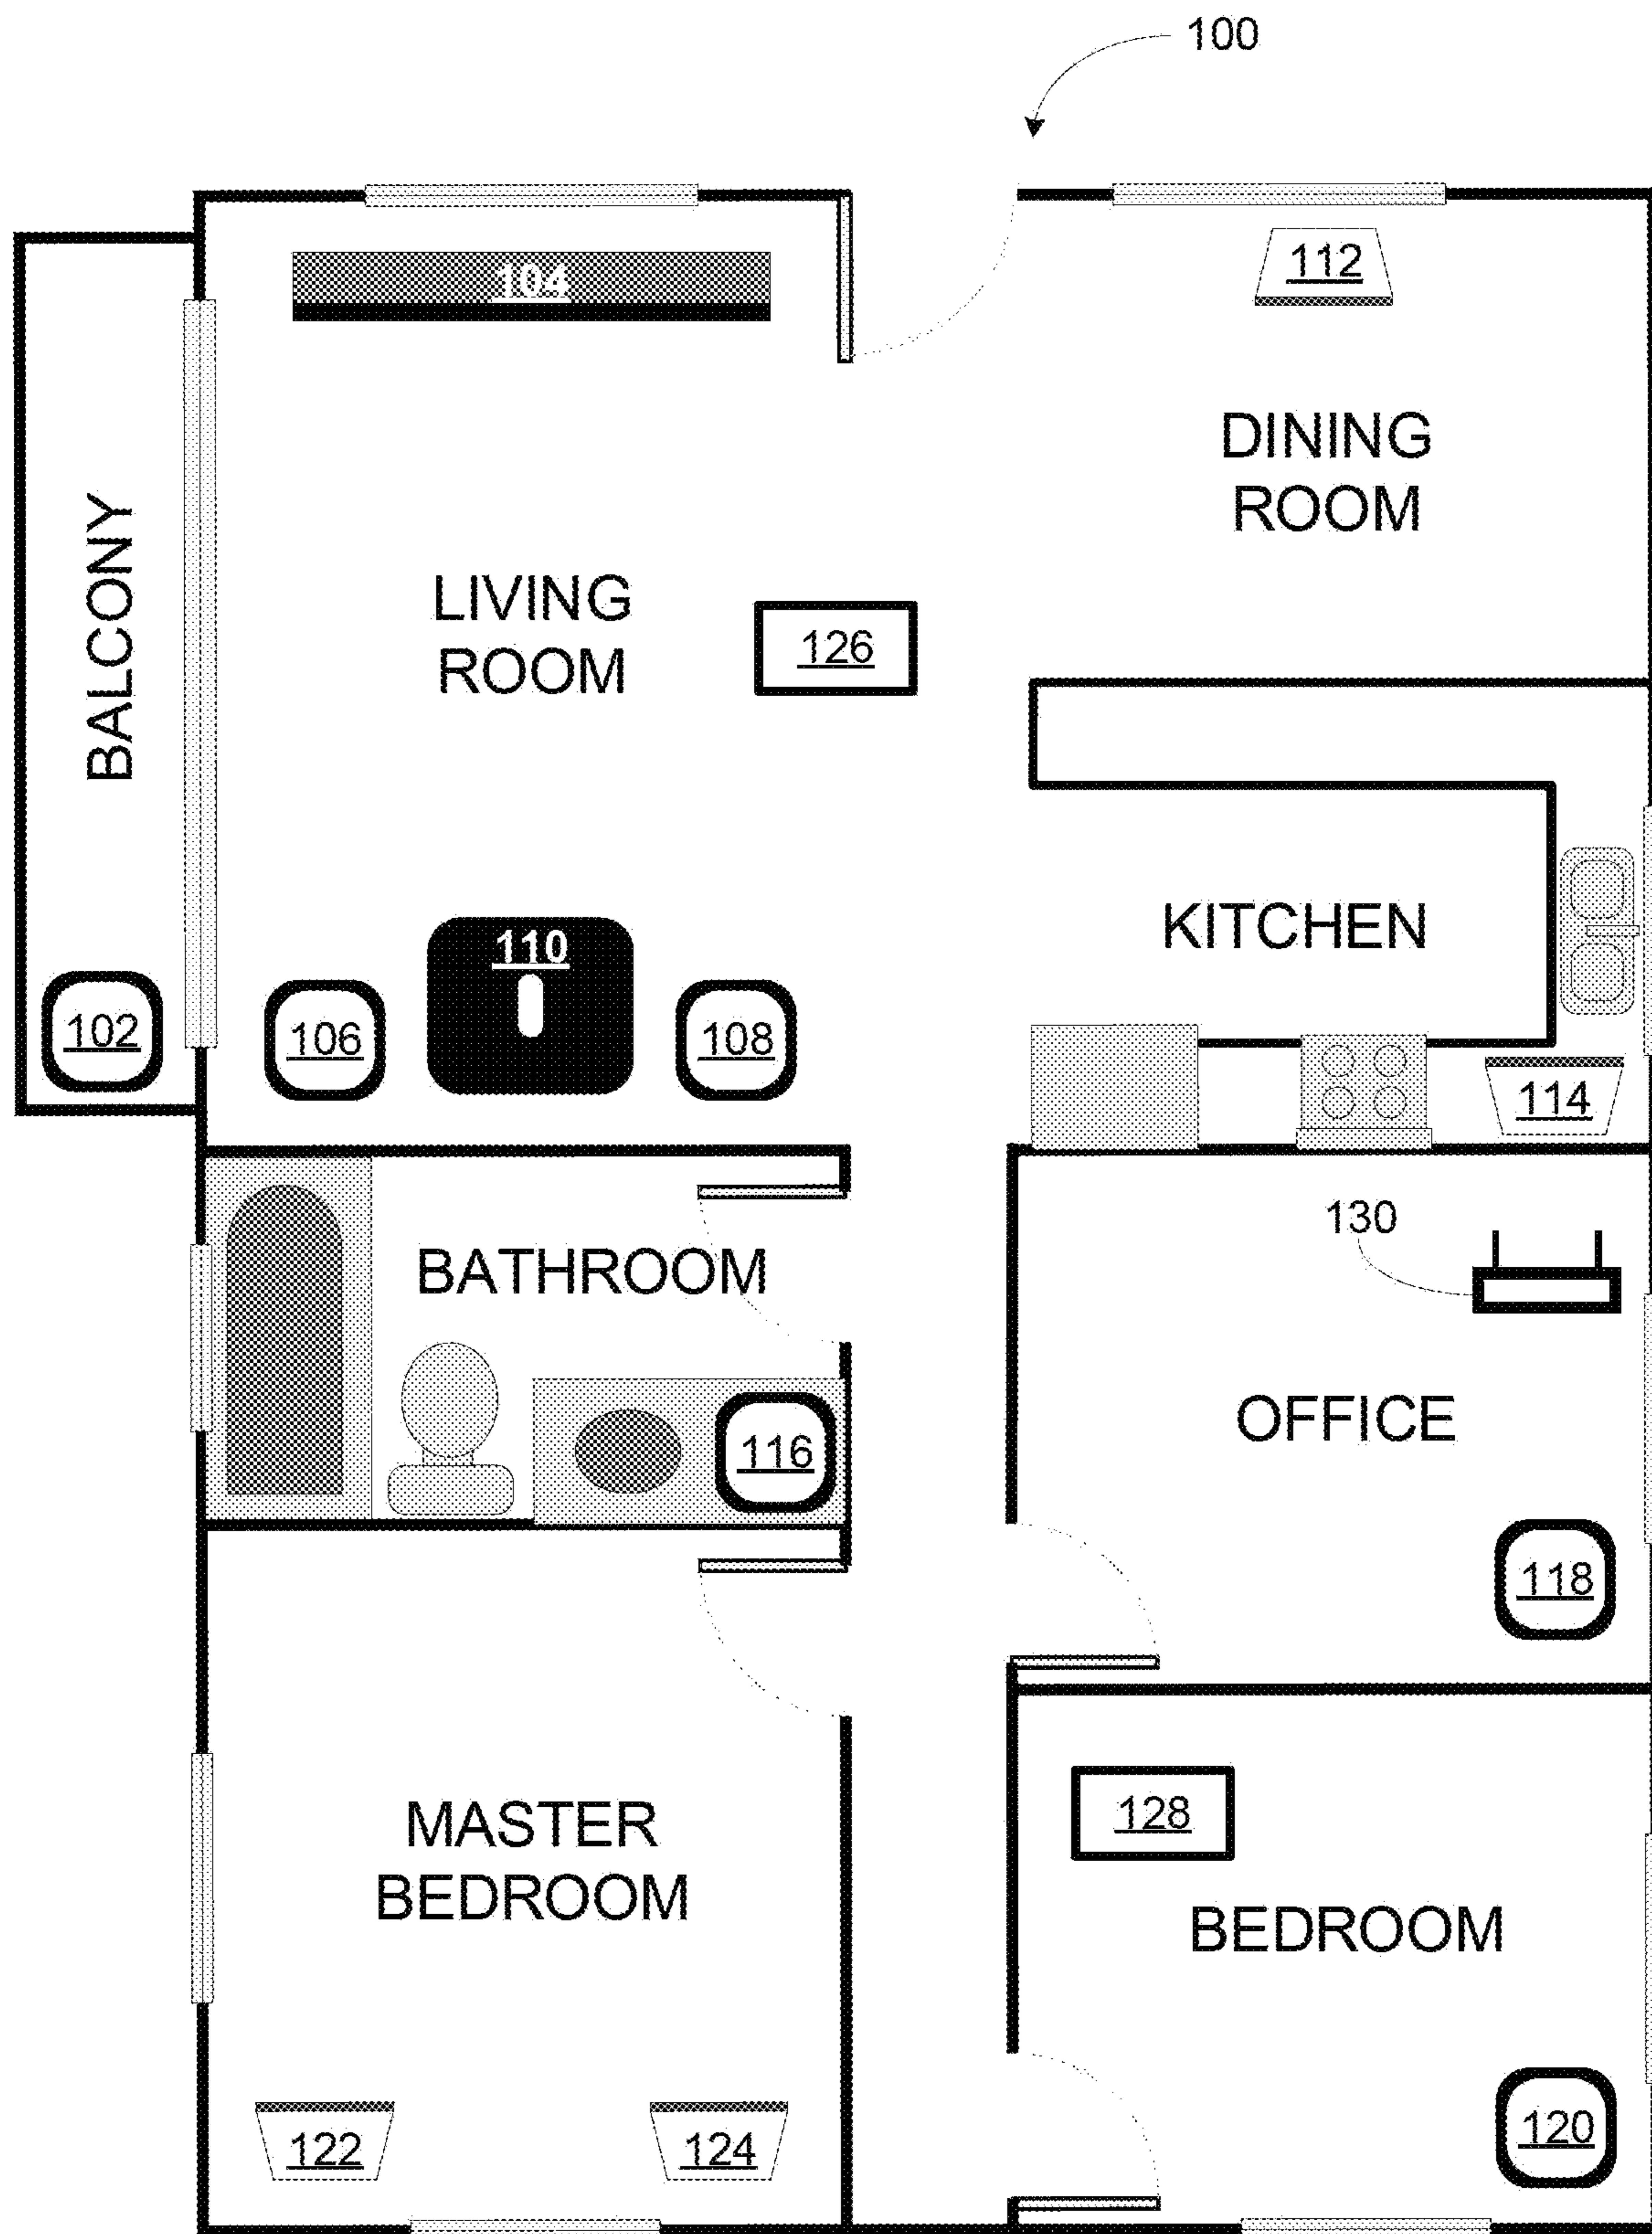 100
104
112
DINING
ROOM
BALCONY
LIVING
ROOM
126
KITCHEN
110
102
106
108
114
130
BATHROOM
OFFICE
116
118
128
MASTER
BEDROOM
BEDROOM
122
124
120